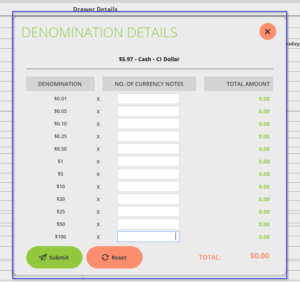 Drawer Details
DENOMINATION DETAILS
nday
$5.97 - Cash - CI Dollar
DENOMINATION NO. OF CURRENCY NOTES TOTAL AMOUNT
$0.01 X 0.00
$0.05 X 0.00
$0.10 X 0.00
$0.25 X 0.00
$0.50 X 0.00
$1 X 0.00
$5 X 0.00
$10 X 0.00
$20 X 0.00
$25 X 0.00
$50 X 0.00
$100 X 0.00
Submit Reset TOTAL: $0.00